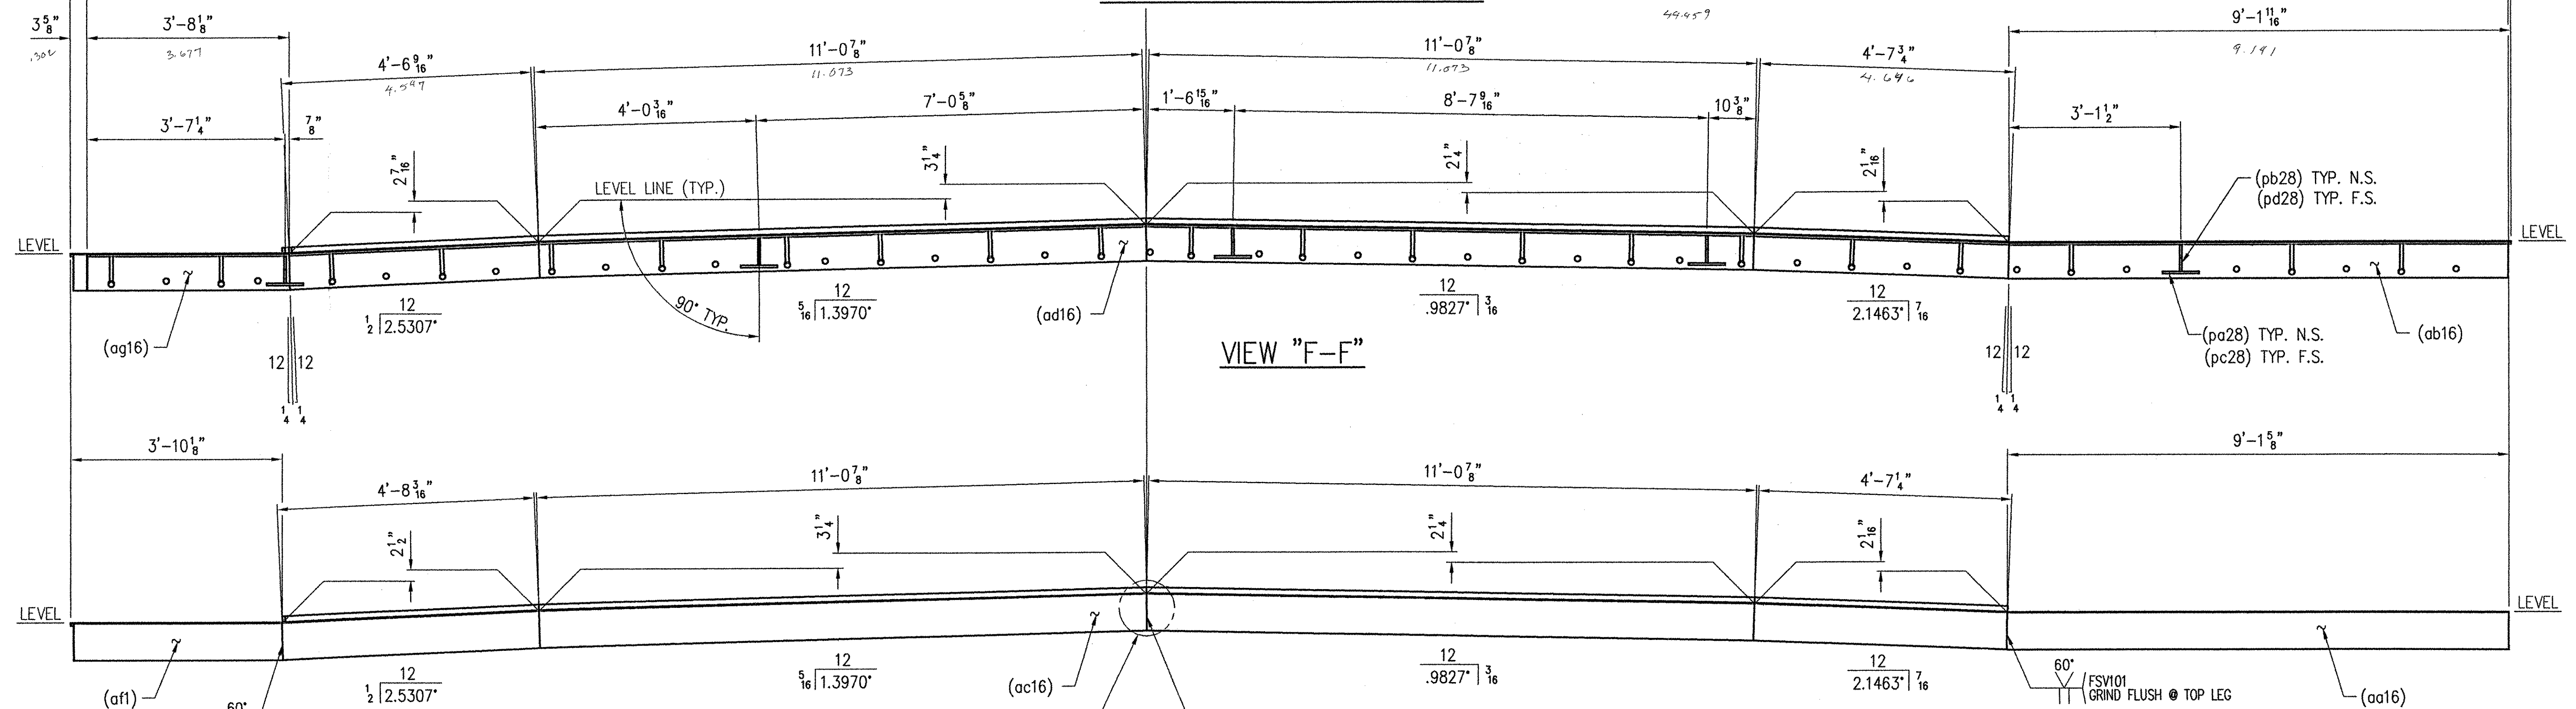 44.459
3 5/8" 3'-8 1/8" 9'-1 11/16"
.302 3.677 9.141
4'-6 9/16" 11'-0 7/8" 11'-0 7/8" 4'-7 3/4"
11.073 11.073 4.646
4'-0 3/16" 7'-0 5/8" 1'-6 15/16" 8'-7 9/16" 10 3/8"
3'-7 1/4" 7/8" 3'-1 1/2"
2 7/16" 3 1/4" 2 1/4" 2 1/16"
LEVEL LINE (TYP.)
(pb28) TYP. N.S.
(pd28) TYP. F.S.
LEVEL LEVEL
12 12 12 12
1/2 2.5307° 5/16 1.3970° .9827° 3/16 2.1463° 7/16
90° TYP.
(ag16) (ad16) (ab16)
(pa28) TYP. N.S.
(pc28) TYP. F.S.
VIEW "F-F"
12 12 12 12
1/4 1/4 1/4 1/4
3'-10 1/8" 9'-1 5/8"
4'-8 3/16" 11'-0 7/8" 11'-0 7/8" 4'-7 1/4"
2 1/2" 3 1/4" 2 1/4" 2 1/16"
LEVEL LEVEL
12 12 12 12
1/2 2.5307° 5/16 1.3970° .9827° 3/16 2.1463° 7/16
(af1) (ac16) (aa16)
60° 60°
FSV101
GRIND FLUSH @ TOP LEG